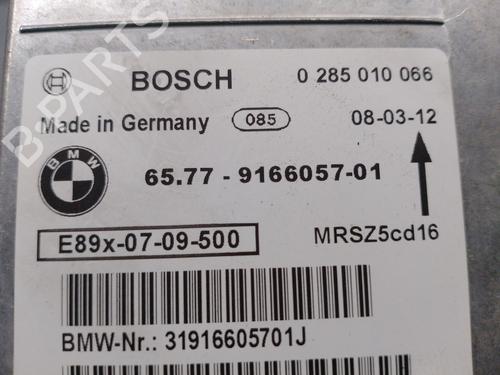 BOSCH 0 285 010 066
Made in Germany 085 08-03-12
BMW
65.77 - 9166057-01
E89x-07-09-500 MRSZ5cd16
BMW-Nr.: 31916605701J
B-PARTS